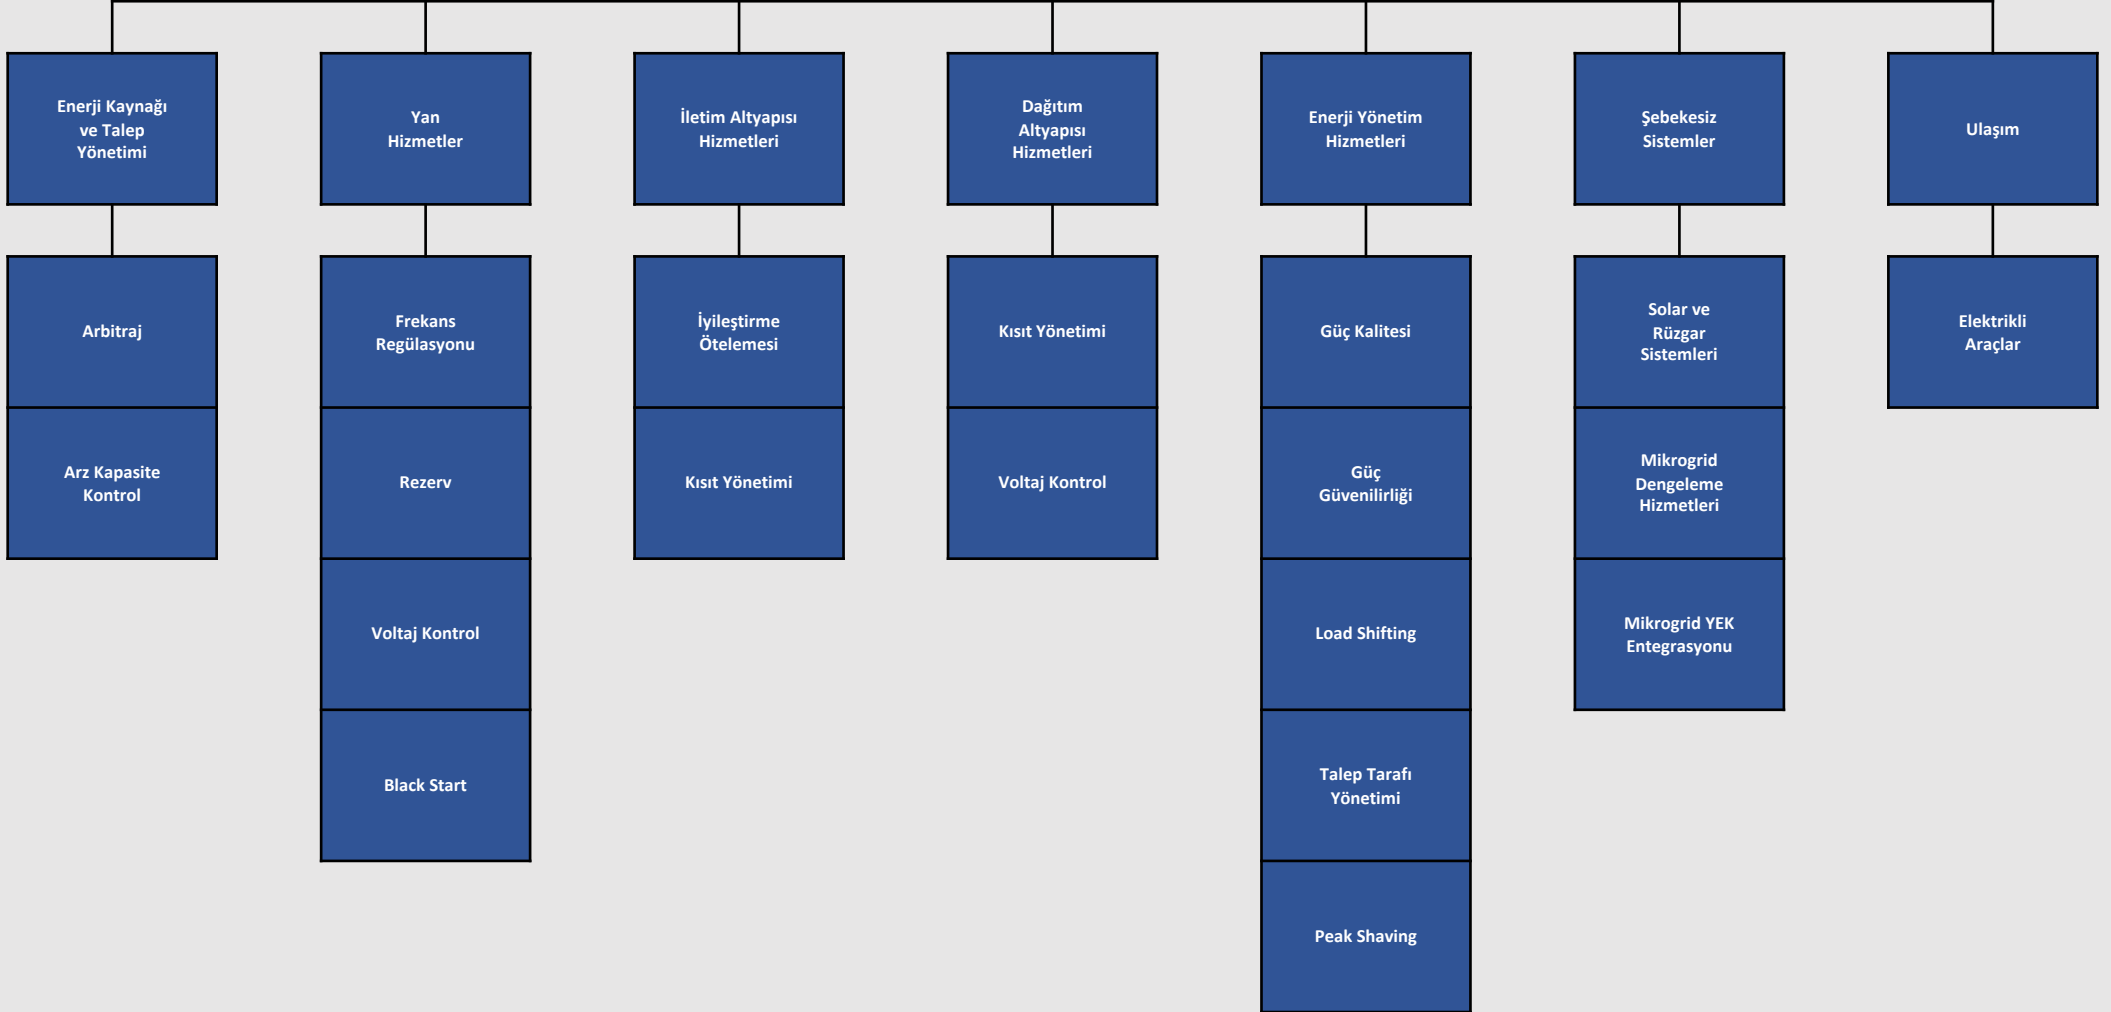 Enerji Kaynağı
ve Talep
Yönetimi
Yan
Hizmetler
İletim Altyapısı
Hizmetleri
Dağıtım
Altyapısı
Hizmetleri
Enerji Yönetim
Hizmetleri
Şebekesiz
Sistemler
Ulaşım
Arbitraj
Arz Kapasite
Kontrol
Frekans
Regülasyonu
Rezerv
Voltaj Kontrol
Black Start
İyileştirme
Ötelemesi
Kısıt Yönetimi
Kısıt Yönetimi
Voltaj Kontrol
Güç Kalitesi
Güç
Güvenilirliği
Load Shifting
Talep Tarafı
Yönetimi
Peak Shaving
Solar ve
Rüzgar
Sistemleri
Mikrogrid
Dengeleme
Hizmetleri
Mikrogrid YEK
Entegrasyonu
Elektrikli
Araçlar